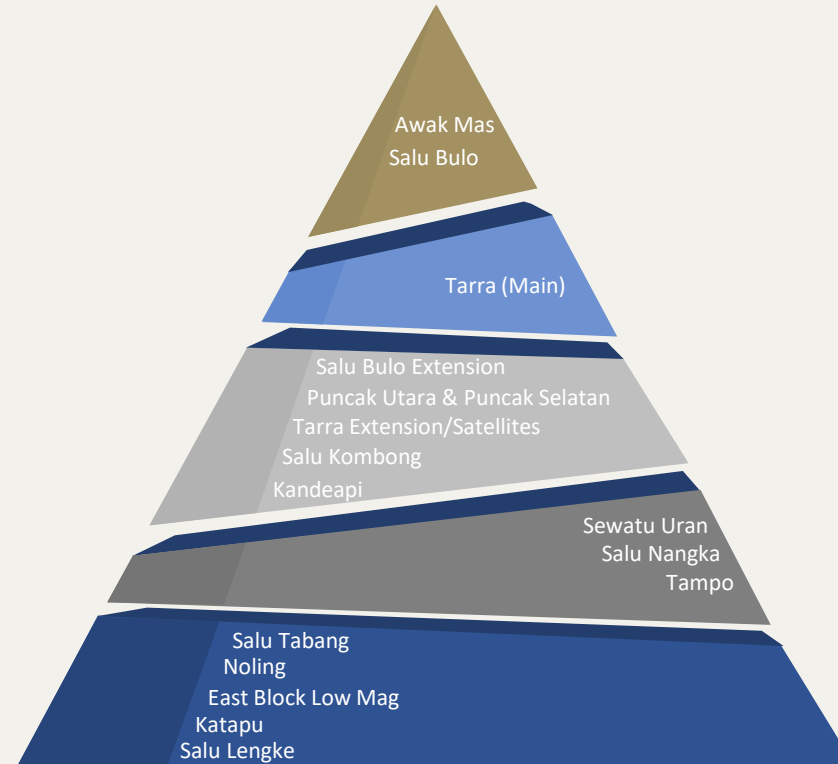 Awak Mas
Salu Bulo
Tarra (Main)
Salu Bulo Extension
Puncak Utara & Puncak Selatan
Tarra Extension/Satellites
Salu Kombong
Kandeapi
Sewatu Uran
Salu Nangka
Tampo
Salu Tabang
Noling
East Block Low Mag
Katapu
Salu Lengke